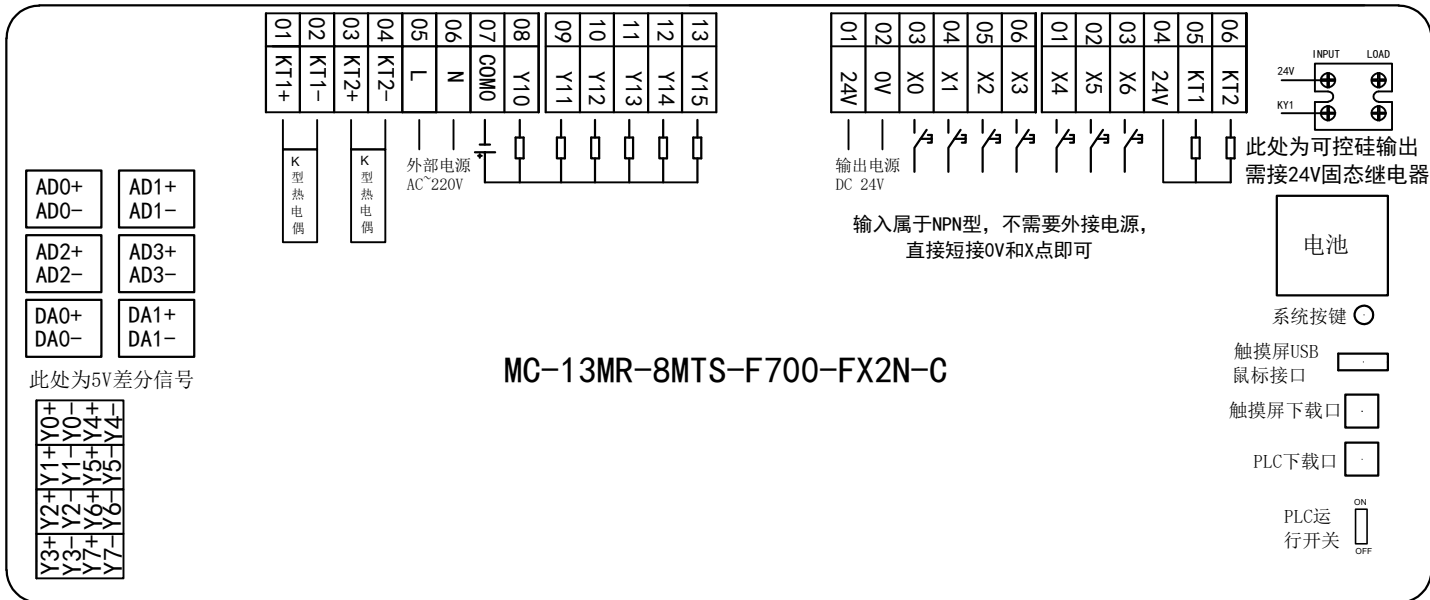 01 02 03 04 05 06 07 08 09 10 11 12 13
KT1+ KT1- KT2+ KT2- L N COM0 Y10 Y11 Y12 Y13 Y14 Y15
01 02 03 04 05 06 01 02 03 04 05 06
24V 0V X0 X1 X2 X3 X4 X5 X6 24V KT1 KT2
INPUT LOAD
24V
KY1
此处为可控硅输出
需接24V固态继电器
K型热电偶
K型热电偶
外部电源
AC~220V
输出电源
DC 24V
输入属于NPN型，不需要外接电源，
直接短接0V和X点即可
AD0+ AD1+
AD0- AD1-
AD2+ AD3+
AD2- AD3-
DA0+ DA1+
DA0- DA1-
此处为5V差分信号
Y0+ Y0- Y4+ Y4-
Y1+ Y1- Y5+ Y5-
Y2+ Y2- Y6+ Y6-
Y3+ Y3- Y7+ Y7-
MC-13MR-8MTS-F700-FX2N-C
电池
系统按键
触摸屏USB
鼠标接口
触摸屏下载口
PLC下载口
PLC运
行开关
ON
OFF